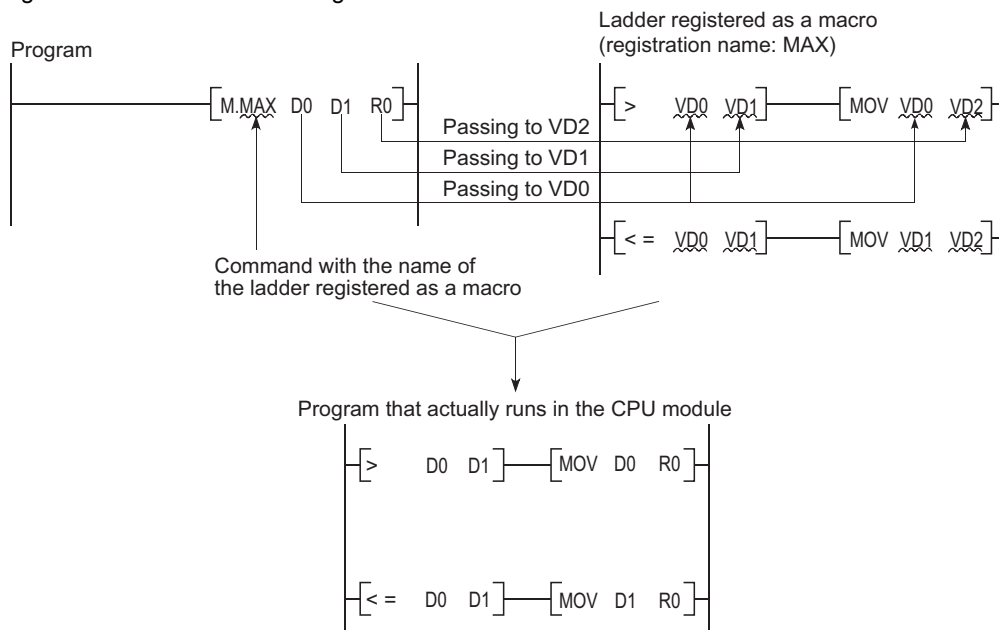 Ladder registered as a macro
(registration name: MAX)
Program
M.MAX D0 D1 R0
> VD0 VD1 MOV VD0 VD2
Passing to VD2
Passing to VD1
Passing to VD0
< = VD0 VD1 MOV VD1 VD2
Command with the name of
the ladder registered as a macro
Program that actually runs in the CPU module
> D0 D1 MOV D0 R0
< = D0 D1 MOV D1 R0